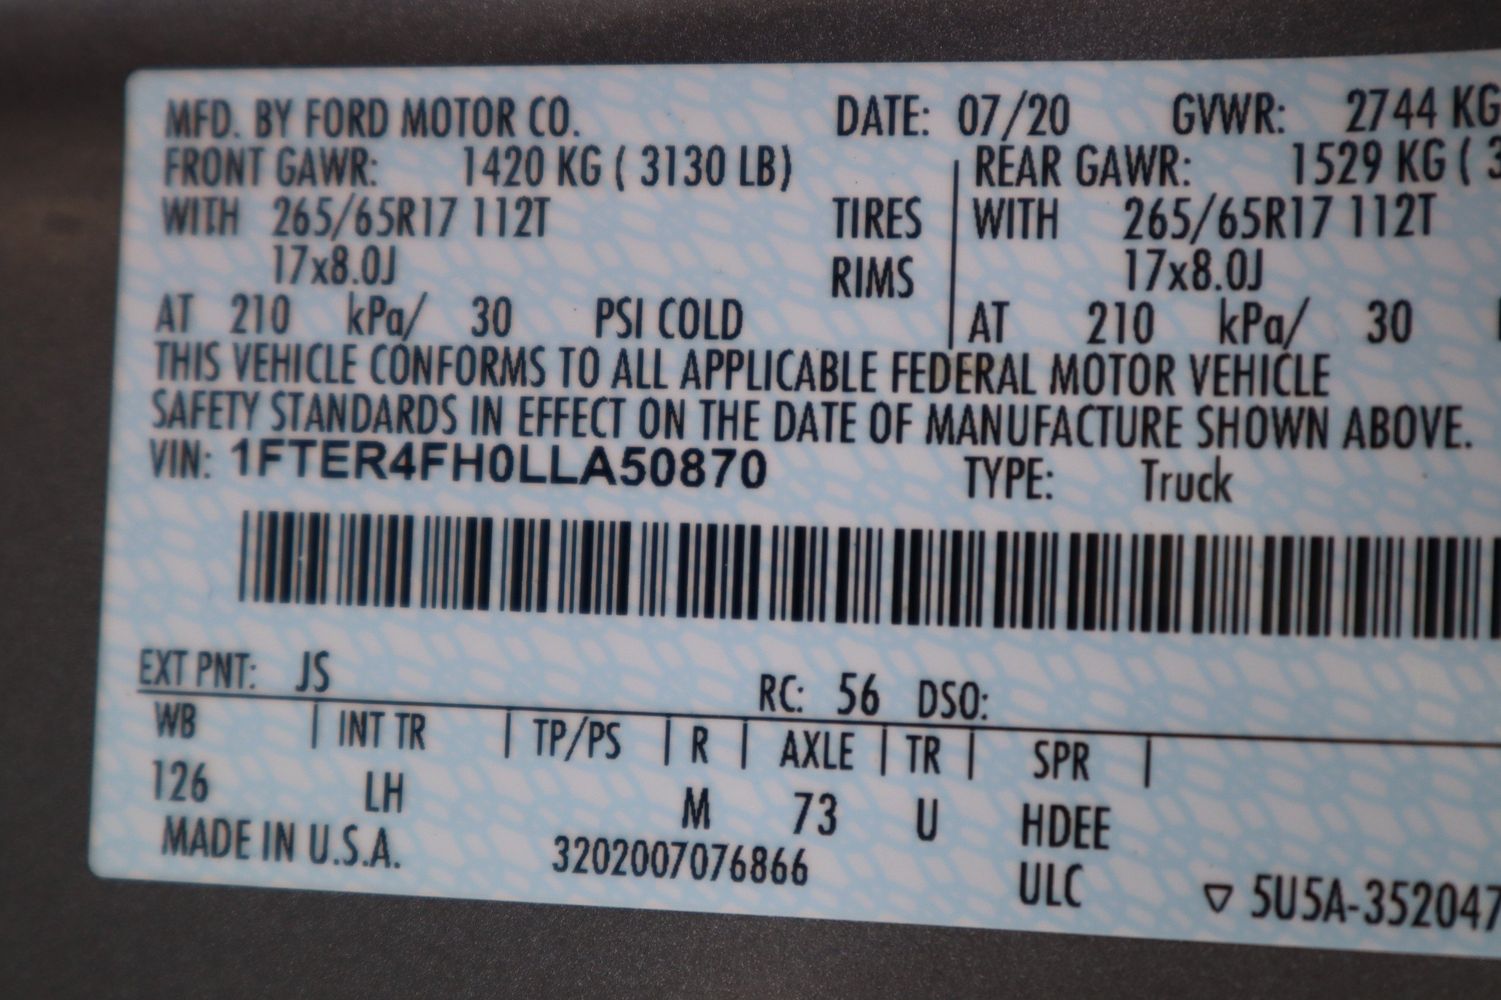 MFD. BY FORD MOTOR CO. DATE: 07/20 GVWR: 2744 KG
FRONT GAWR: 1420 KG ( 3130 LB) REAR GAWR: 1529 KG ( 3
WITH 265/65R17 112T TIRES WITH 265/65R17 112T
17x8.0J RIMS 17x8.0J
AT 210 kPa/ 30 PSI COLD AT 210 kPa/ 30
THIS VEHICLE CONFORMS TO ALL APPLICABLE FEDERAL MOTOR VEHICLE
SAFETY STANDARDS IN EFFECT ON THE DATE OF MANUFACTURE SHOWN ABOVE.
VIN: 1FTER4FH0LLA50870 TYPE: Truck
EXT PNT: JS RC: 56 DSO:
WB | INT TR | TP/PS | R | AXLE | TR | SPR |
126 LH M 73 U HDEE
MADE IN U.S.A. 3202007076866 ULC ▽ 5U5A-352047